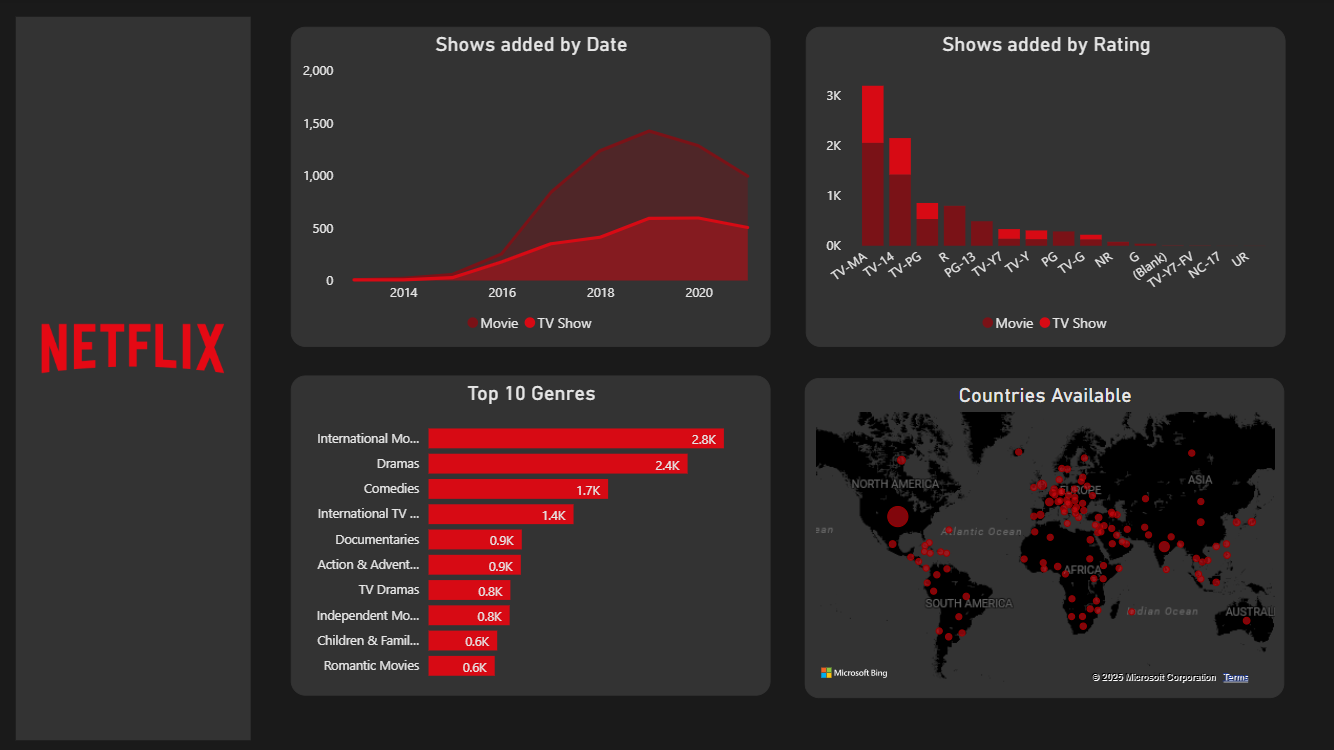 NETFLIX
Shows added by Date
2,000
1,500
1,000
500
0
2014 2016 2018 2020
Movie TV Show
Shows added by Rating
3K
2K
1K
0K
TV-MA TV-14 TV-PG R PG-13 TV-Y7 TV-Y PG TV-G NR G (Blank) TV-Y7-FV NC-17 UR
Movie TV Show
Top 10 Genres
International Mo... 2.8K
Dramas 2.4K
Comedies 1.7K
International TV ... 1.4K
Documentaries 0.9K
Action & Advent... 0.9K
TV Dramas 0.8K
Independent Mo... 0.8K
Children & Famil... 0.6K
Romantic Movies 0.6K
Countries Available
NORTH AMERICA
EUROPE
ASIA
ean
Atlantic Ocean
AFRICA
SOUTH AMERICA
Indian Ocean
AUSTRALI
Microsoft Bing
© 2025 Microsoft Corporation Terms